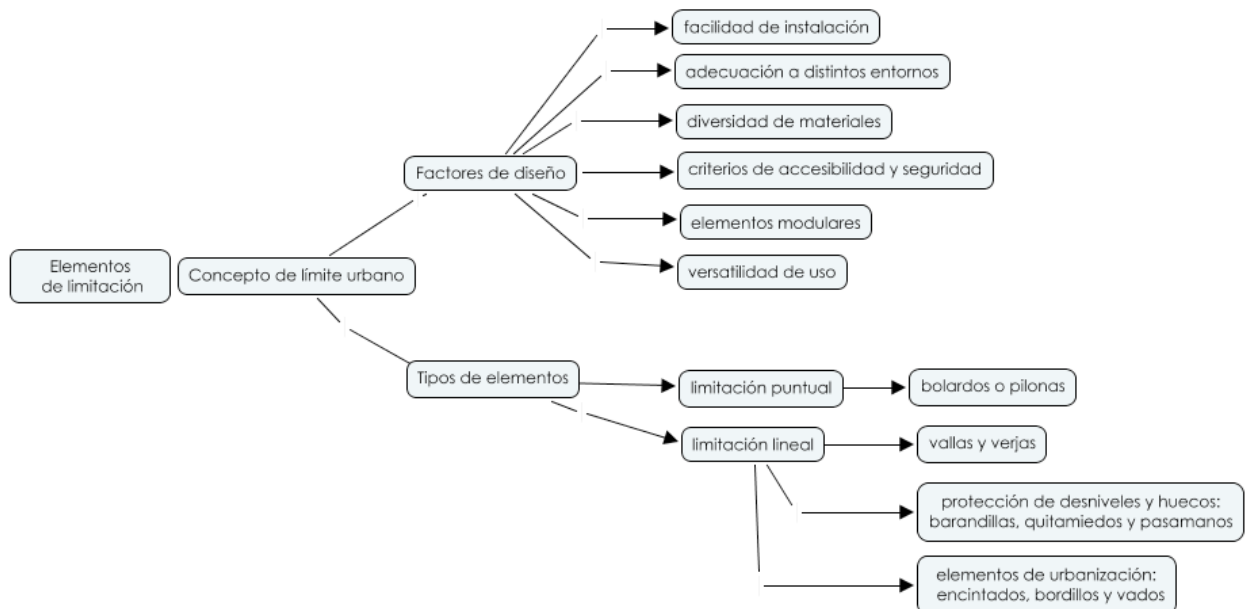 facilidad de instalación
adecuación a distintos entornos
diversidad de materiales
Factores de diseño
criterios de accesibilidad y seguridad
elementos modulares
versatilidad de uso
Elementos
de limitación
Concepto de límite urbano
Tipos de elementos
limitación puntual
bolardos o pilonas
limitación lineal
vallas y verjas
protección de desniveles y huecos:
barandillas, quitamiedos y pasamanos
elementos de urbanización:
encintados, bordillos y vados